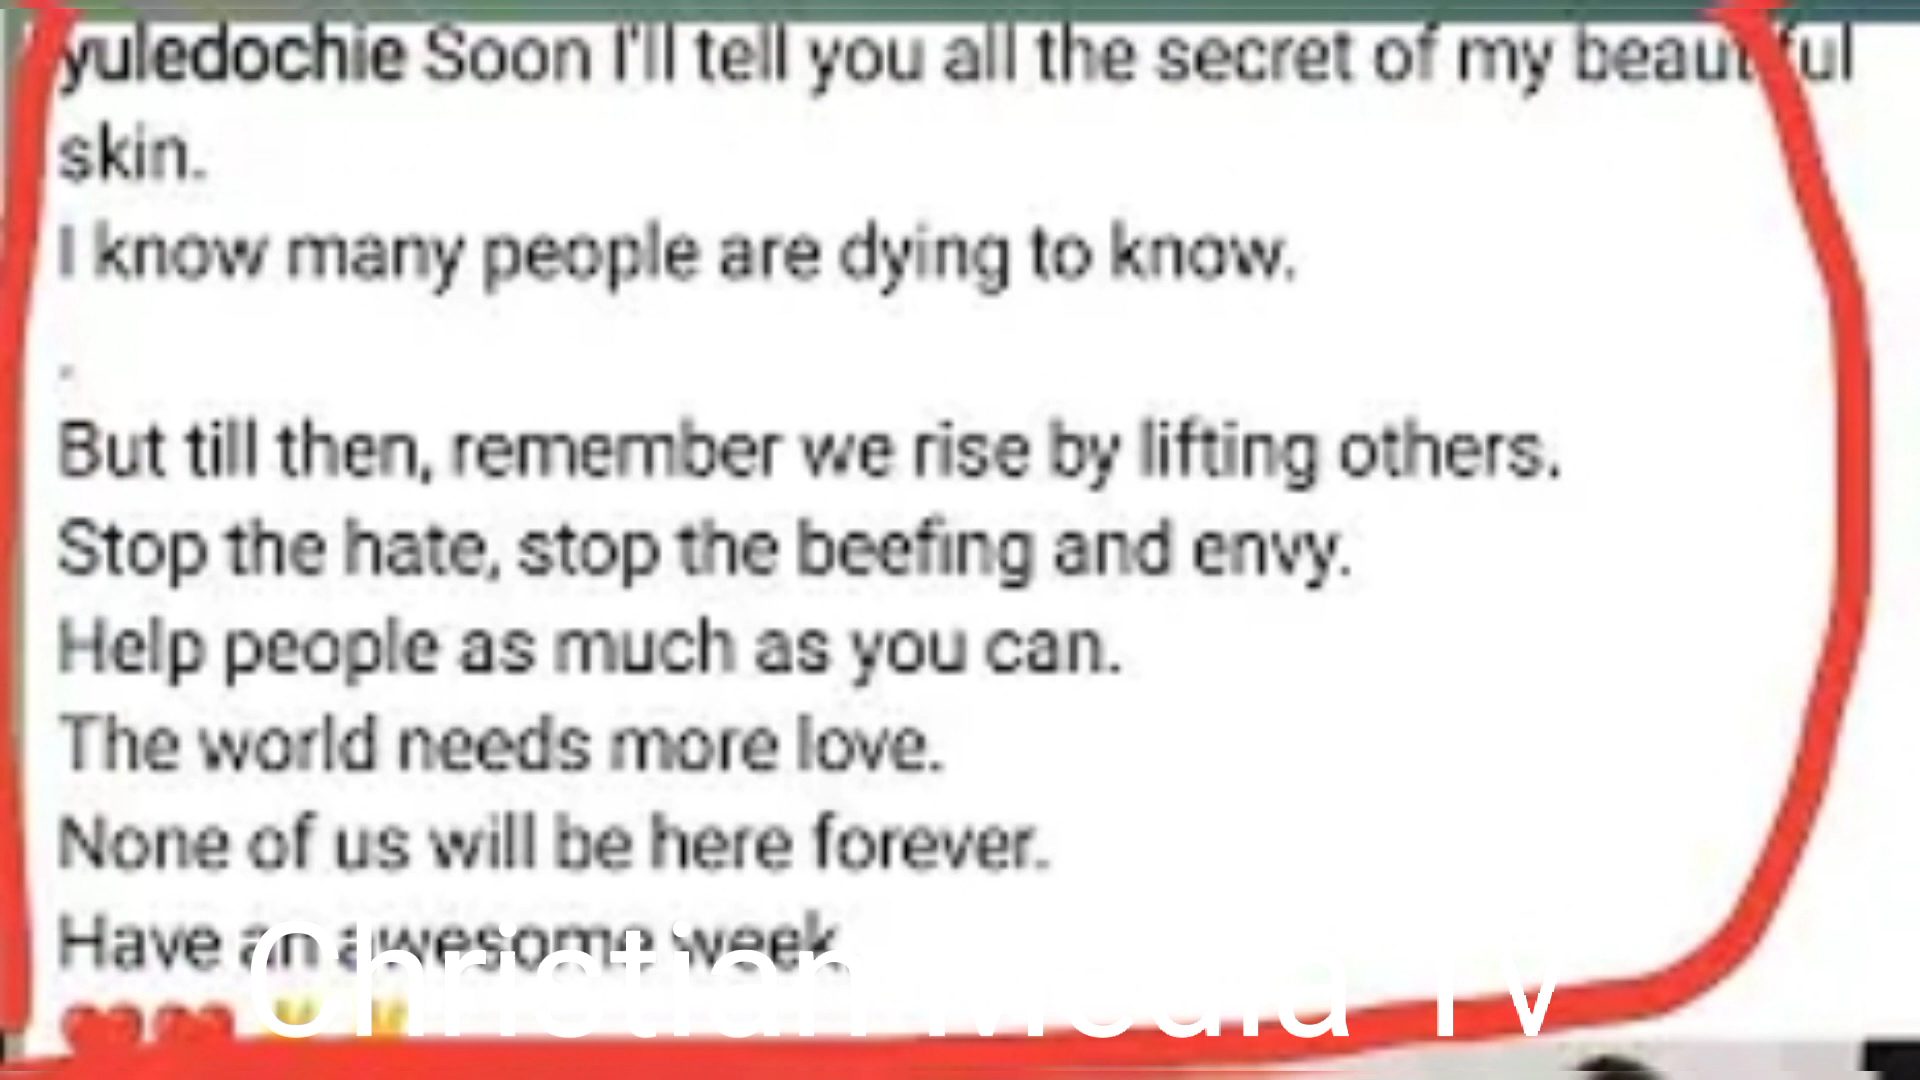 yuledochie Soon I'll tell you all the secret of my beautiful
skin.
I know many people are dying to know.
.
But till then, remember we rise by lifting others.
Stop the hate, stop the beefing and envy.
Help people as much as you can.
The world needs more love.
None of us will be here forever.
Have an awesome week
Christian Media TV